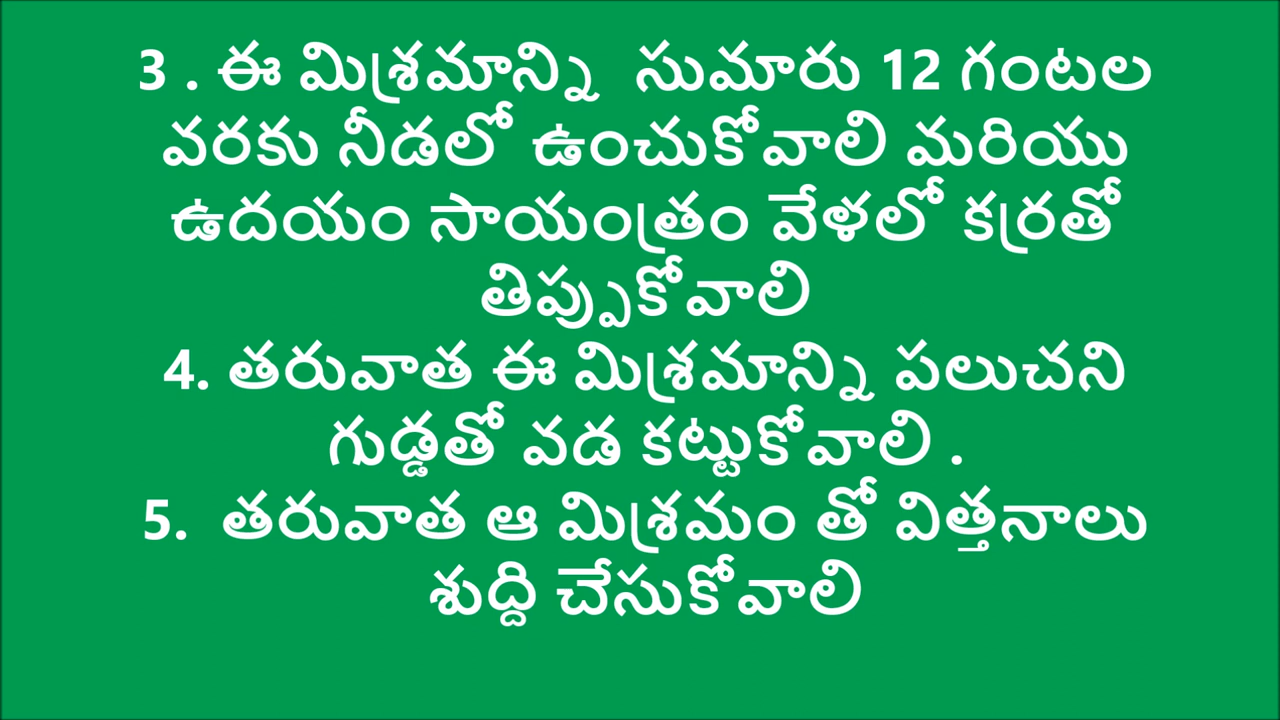 3 . ఈ మిశ్రమాన్ని  సుమారు 12 గంటల
వరకు నీడలో ఉంచుకోవాలి మరియు
ఉదయం సాయంత్రం వేళలో కర్రతో
తిప్పుకోవాలి
4. తరువాత ఈ మిశ్రమాన్ని పలుచని
గుడ్డతో వడ కట్టుకోవాలి .
5.  తరువాత ఆ మిశ్రమం తో విత్తనాలు
శుద్ది చేసుకోవాలి